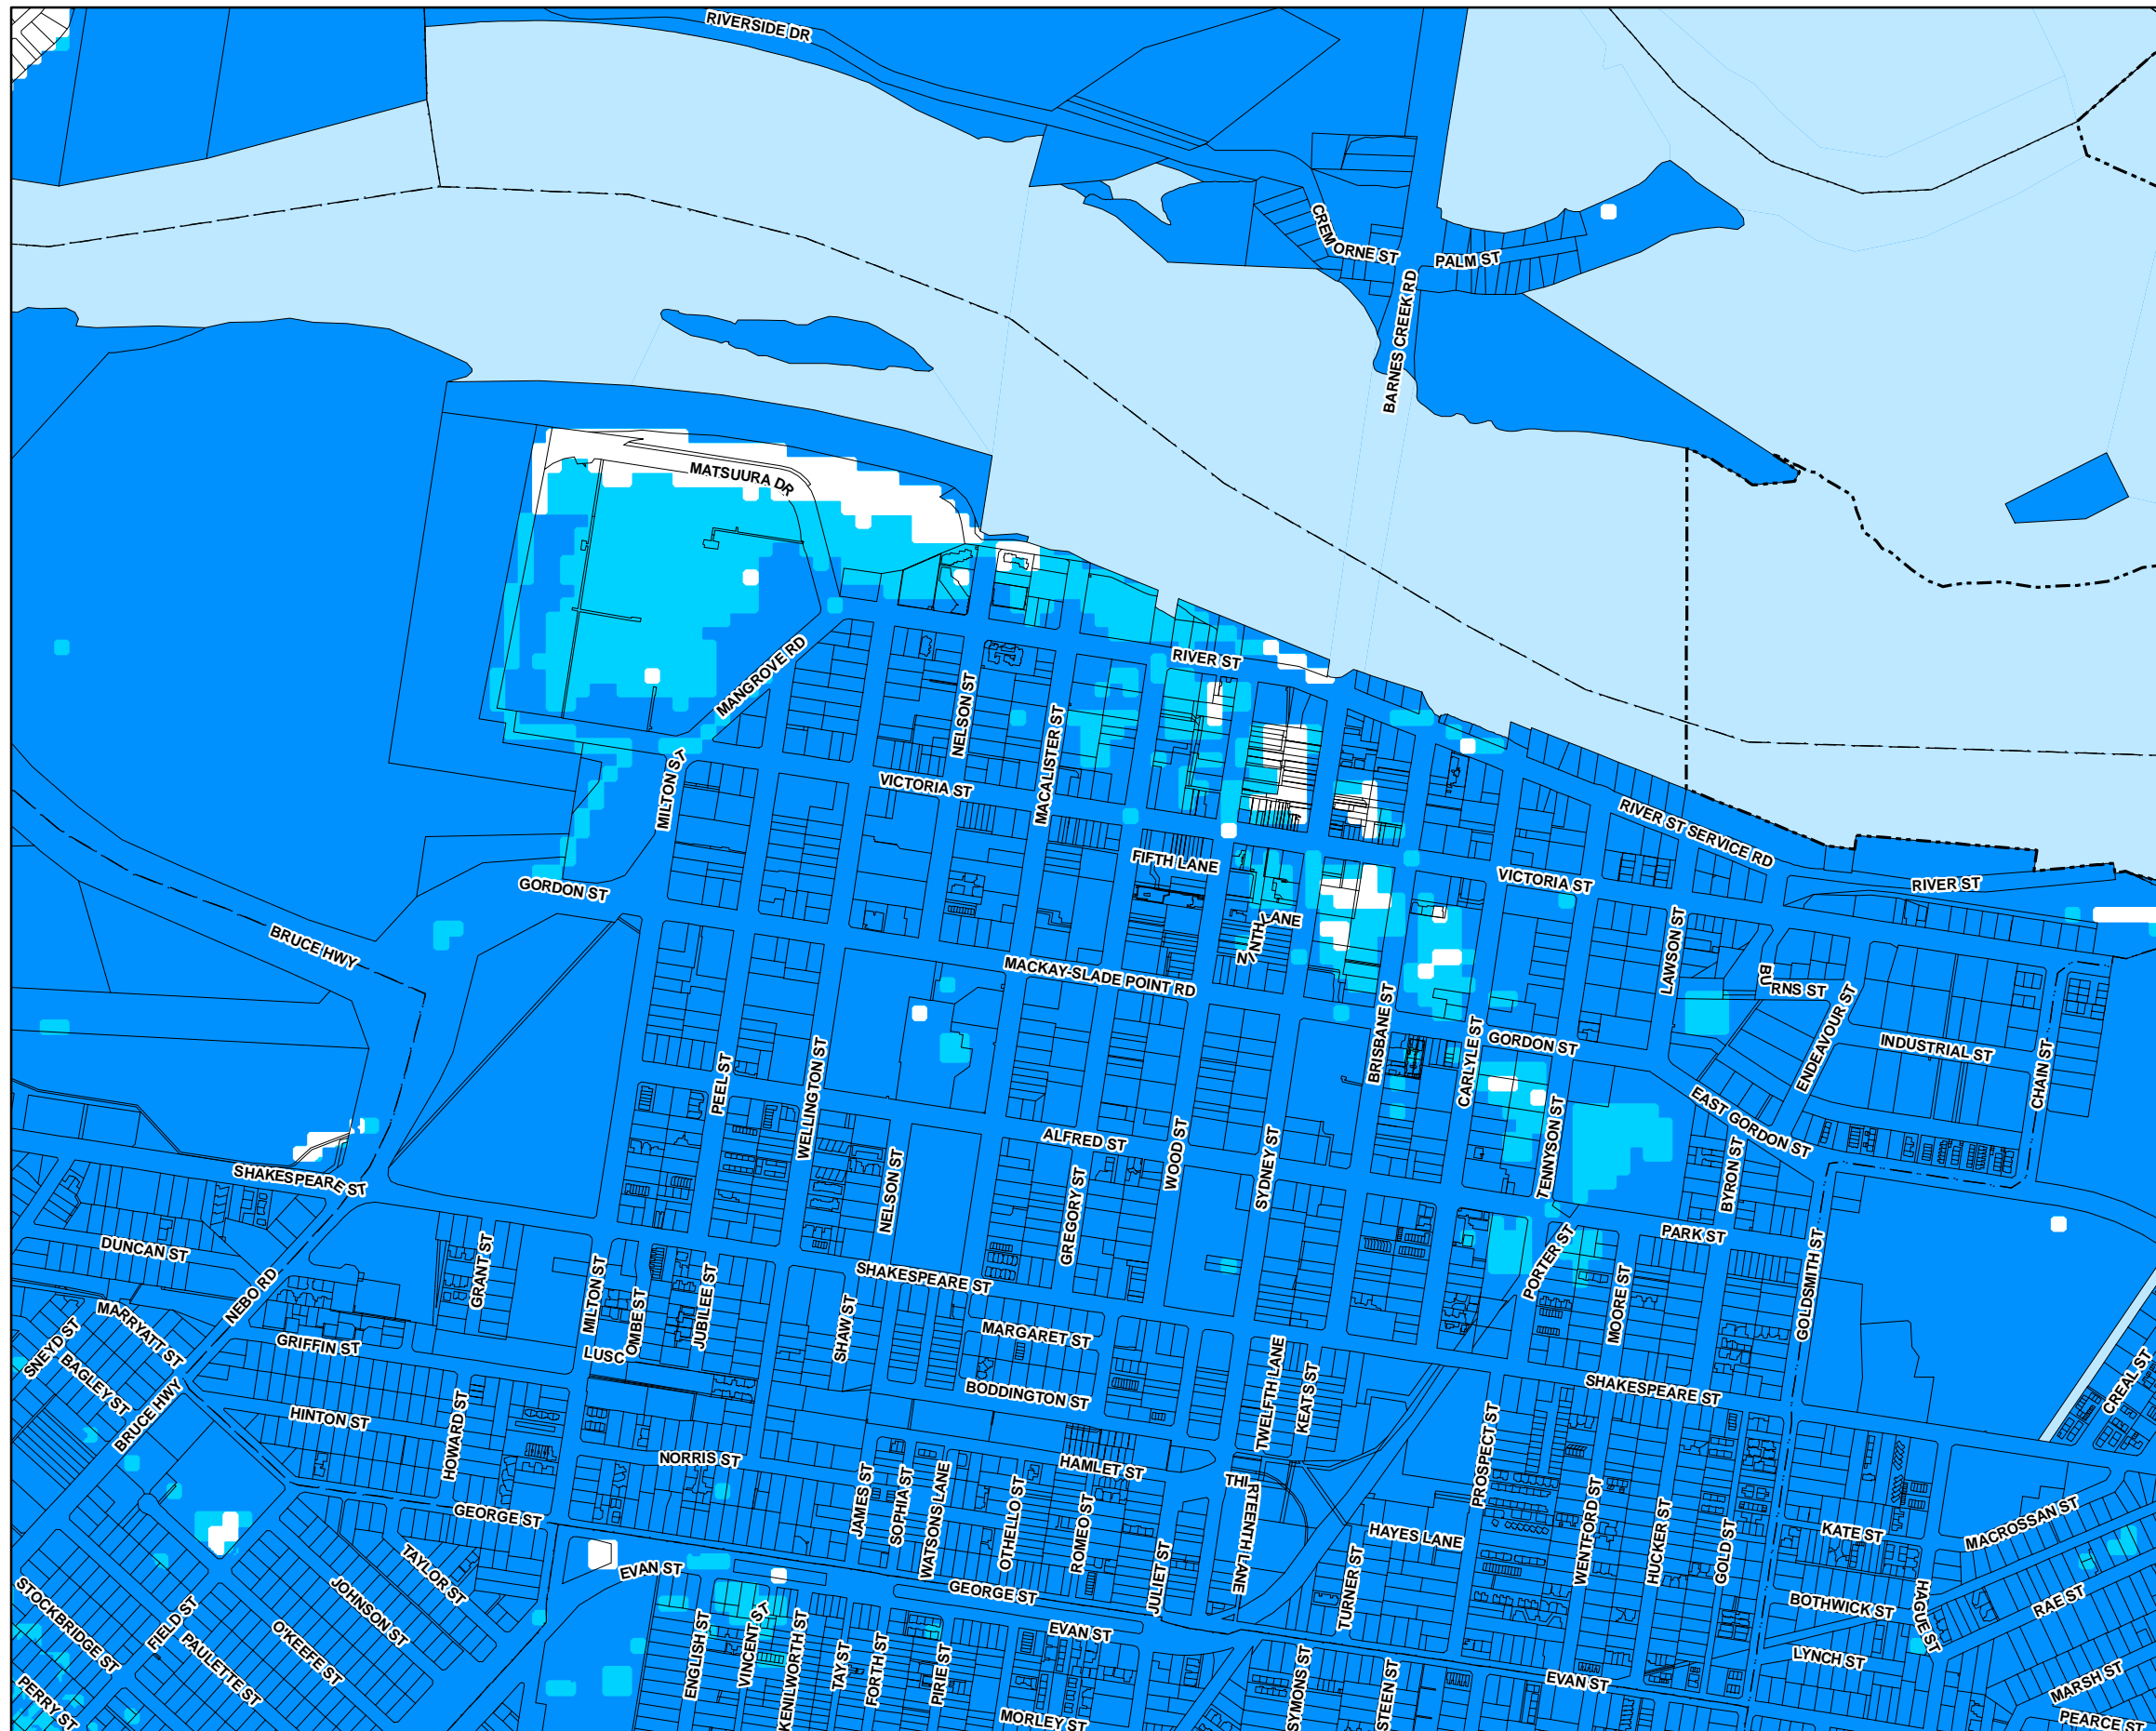 RIVERSIDE DR
CREMORNE ST
PALM ST
BARNES CREEK RD
MATSUURA DR
RIVER ST
MANGROVE RD
NELSON ST
MACALISTER ST
MILTON ST
VICTORIA ST
RIVER ST SERVICE RD
FIFTH LANE
VICTORIA ST
RIVER ST
GORDON ST
NINTH LANE
LAWSON ST
BRUCE HWY
MACKAY-SLADE POINT RD
BURNS ST
ENDEAVOUR ST
BRISBANE ST
CARLYLE ST
GORDON ST
INDUSTRIAL ST
CHAIN ST
PEEL ST
WELLINGTON ST
EAST GORDON ST
ALFRED ST
WOOD ST
SYDNEY ST
TENNYSON ST
BYRON ST
SHAKESPEARE ST
NELSON ST
GREGORY ST
PARK ST
DUNCAN ST
GRANT ST
PORTER ST
GOLDSMITH ST
SHAKESPEARE ST
NEBO RD
MILTON ST
LUSCOMBE ST
JUBILEE ST
SHAW ST
MOORE ST
MARRYATT ST
MARGARET ST
SNEYD ST
GRIFFIN ST
BAGLEY ST
TWELFTH LANE
KEATS ST
CREAL ST
BODDINGTON ST
SHAKESPEARE ST
BRUCE HWY
HINTON ST
HOWARD ST
PROSPECT ST
NORRIS ST
HAMLET ST
THIRTEENTH LANE
JAMES ST
SOPHIA ST
WATSONS LANE
OTHELLO ST
ROMEO ST
JULIET ST
GEORGE ST
HAYES LANE
WENTFORD ST
HUCKER ST
GOLD ST
KATE ST
MACROSSAN ST
TAYLOR ST
EVAN ST
GEORGE ST
TURNER ST
BOTHWICK ST
HAGUE ST
RAE ST
STOCKBRIDGE ST
FIELD ST
JOHNSON ST
O'KEEFE ST
PAULETTE ST
ENGLISH ST
VINCENT ST
KENILWORTH ST
TAY ST
FORTH ST
PIRIE ST
EVAN ST
LYNCH ST
PERRY ST
MORLEY ST
SYMONS ST
STEEN ST
EVAN ST
MARSH ST
PEARCE ST